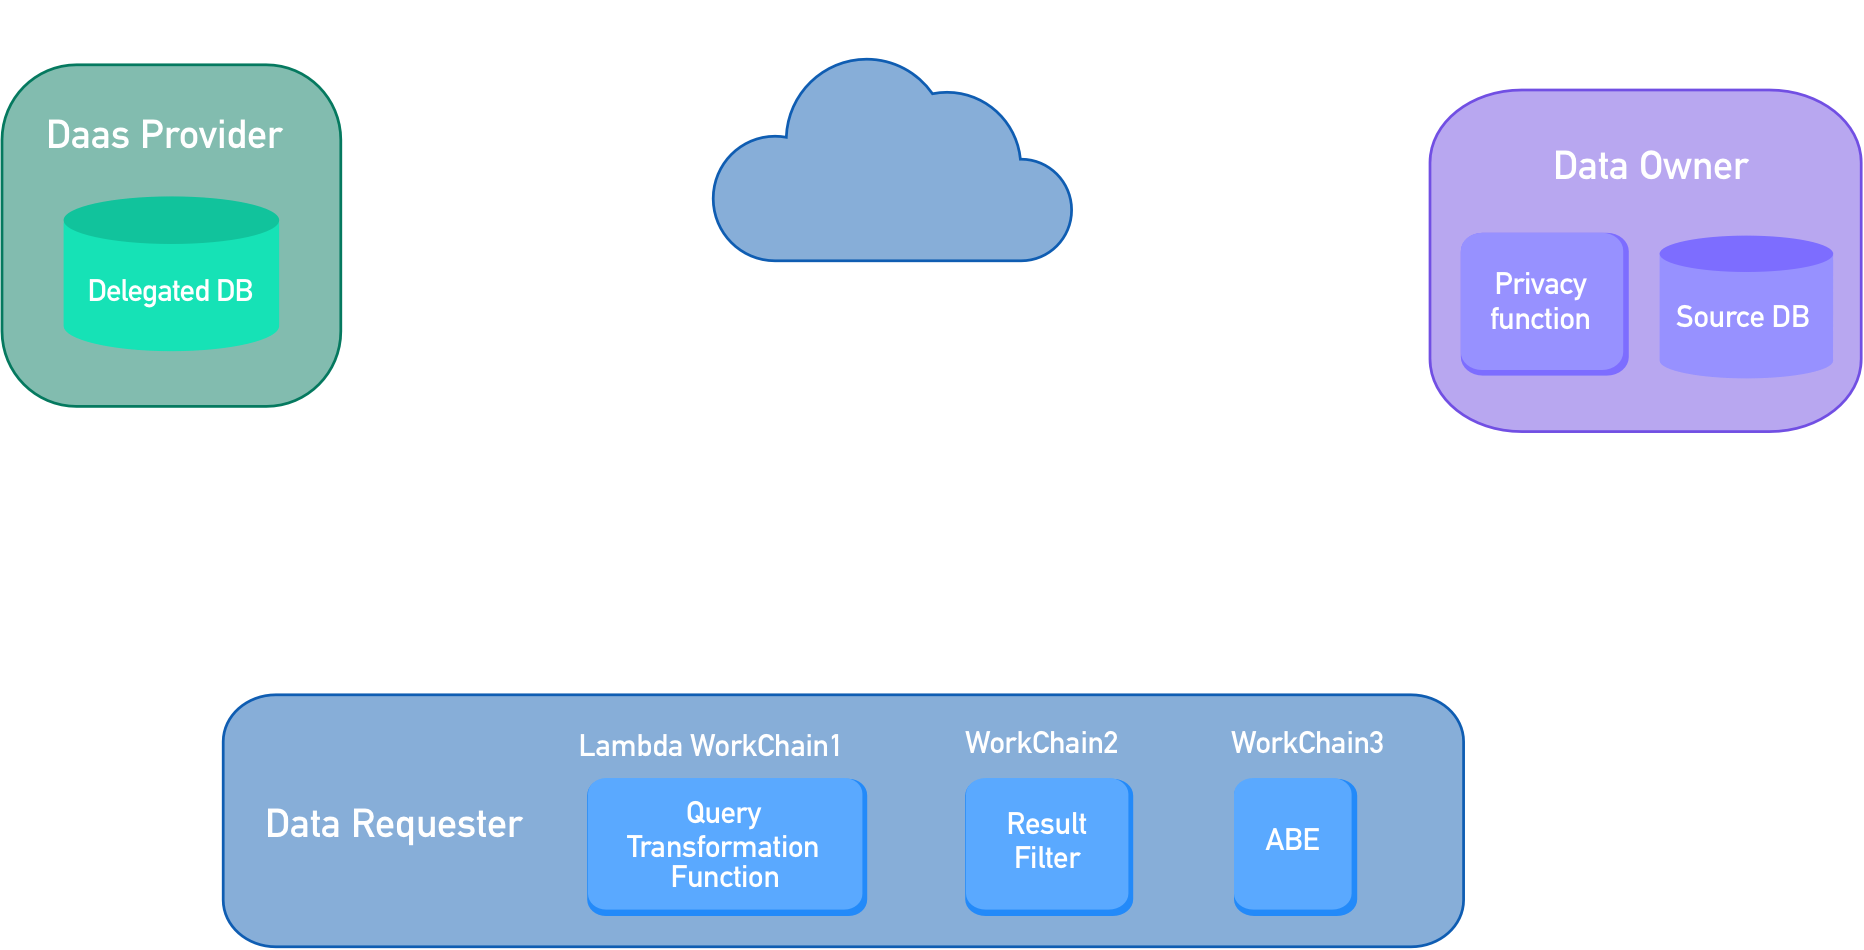 Daas Provider
Delegated DB
Data Owner
Privacy
function
Source DB
Data Requester
Lambda WorkChain1
Query
Transformation
Function
WorkChain2
Result
Filter
WorkChain3
ABE